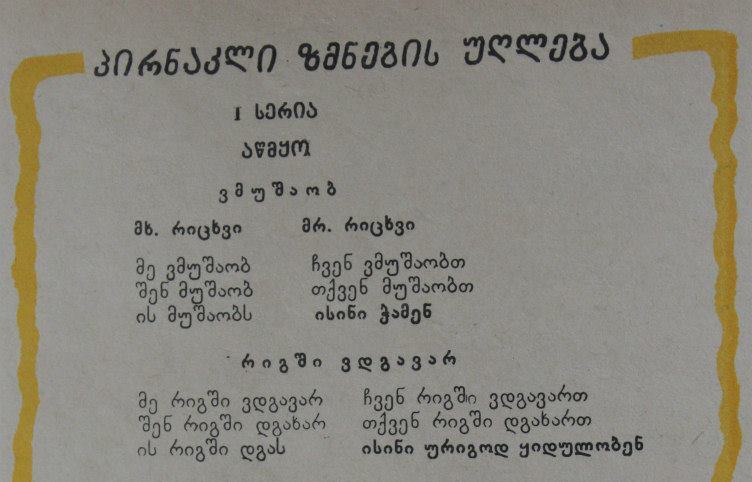 პირნაკლი ზმნების უღლება
I სერია
აწმყო
ვმუშაობ
მხ. რიცხვი მრ. რიცხვი
მე ვმუშაობ ჩვენ ვმუშაობთ
შენ მუშაობ თქვენ მუშაობთ
ის მუშაობს ისინი ჭამენ
რიგში ვდგავარ
მე რიგში ვდგავარ ჩვენ რიგში ვდგავართ
შენ რიგში დგახარ თქვენ რიგში დგახართ
ის რიგში დგას ისინი ურიგოდ ყიდულობენ